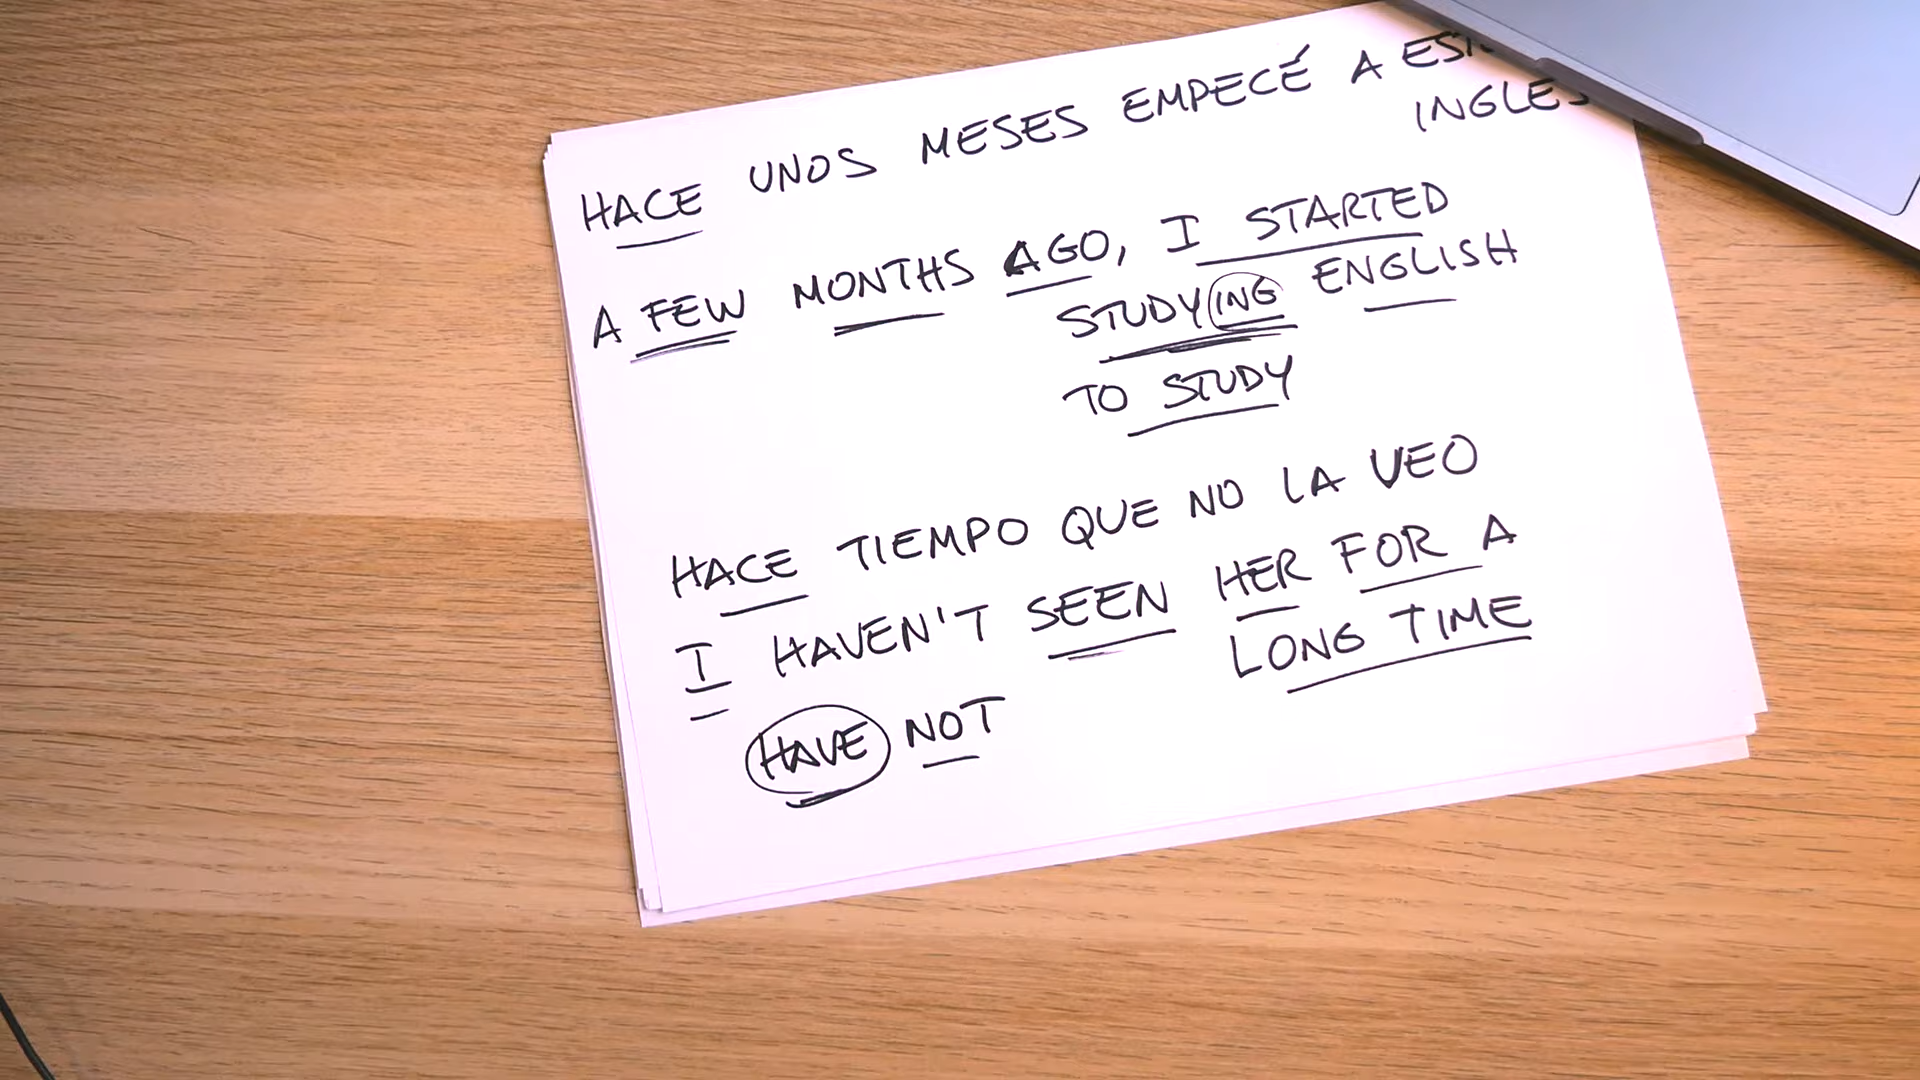 HACE UNOS MESES EMPECÉ A
INGLES
A FEW MONTHS AGO, I STARTED
STUDYING ENGLISH
TO STUDY
HACE TIEMPO QUE NO LA VEO
I HAVEN'T SEEN HER FOR A
LONG TIME
HAVE NOT